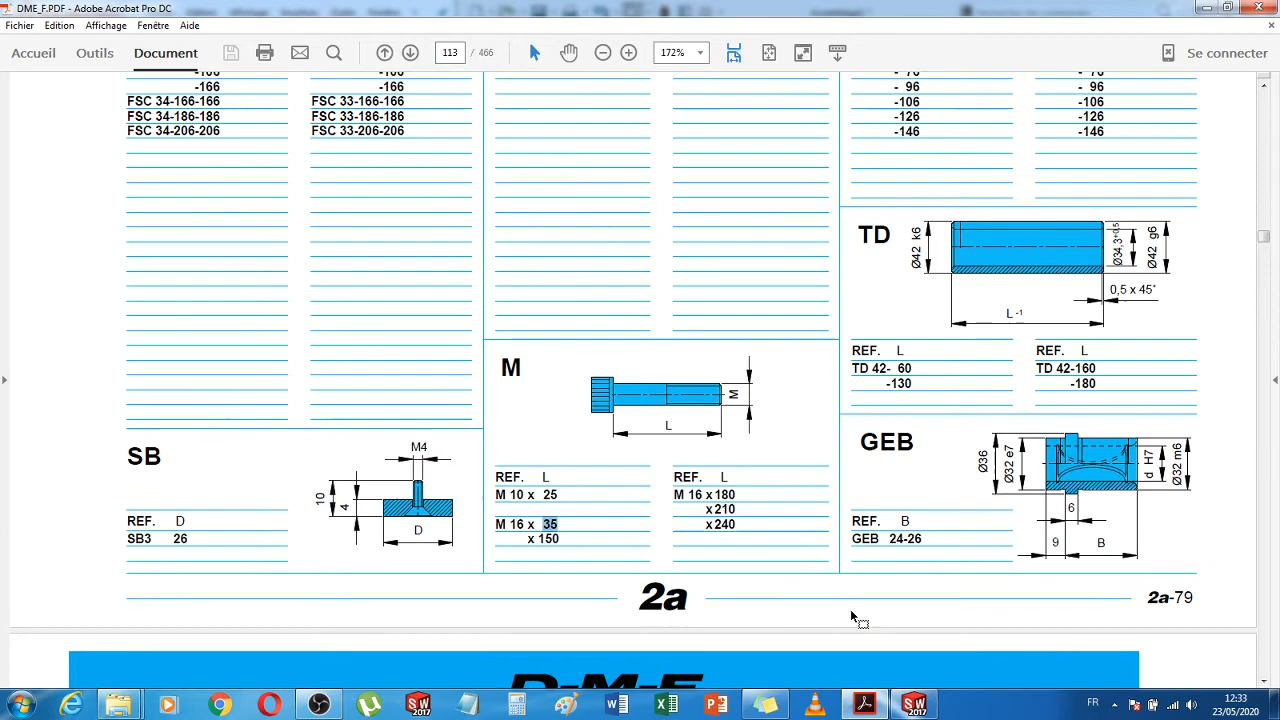 DME_F.PDF - Adobe Acrobat Pro DC
Fichier Edition Affichage Fenêtre Aide
Accueil Outils Document 113 / 466 172% Se connecter
-166
FSC 34-166-166
FSC 34-186-186
FSC 34-206-206
-166
FSC 33-166-166
FSC 33-186-186
FSC 33-206-206
SB
M4
10
4
D
REF. D
SB3 26
M
M
L
REF. L
M 10 x 25
M 16 x 35
x 150
M 16 x 180
x 210
x 240
- 96
-106
-126
-146
- 96
-106
-126
-146
TD
Ø42 k6
Ø34,3+0,5
Ø42 g6
0,5 x 45°
L -1
REF. L
TD 42- 60
-130
REF. L
TD 42-160
-180
GEB
Ø36
Ø32 e7
d H7
Ø32 m6
6
9 B
REF. B
GEB 24-26
2a
2a-79
D-M-E
FR
12:33
23/05/2020